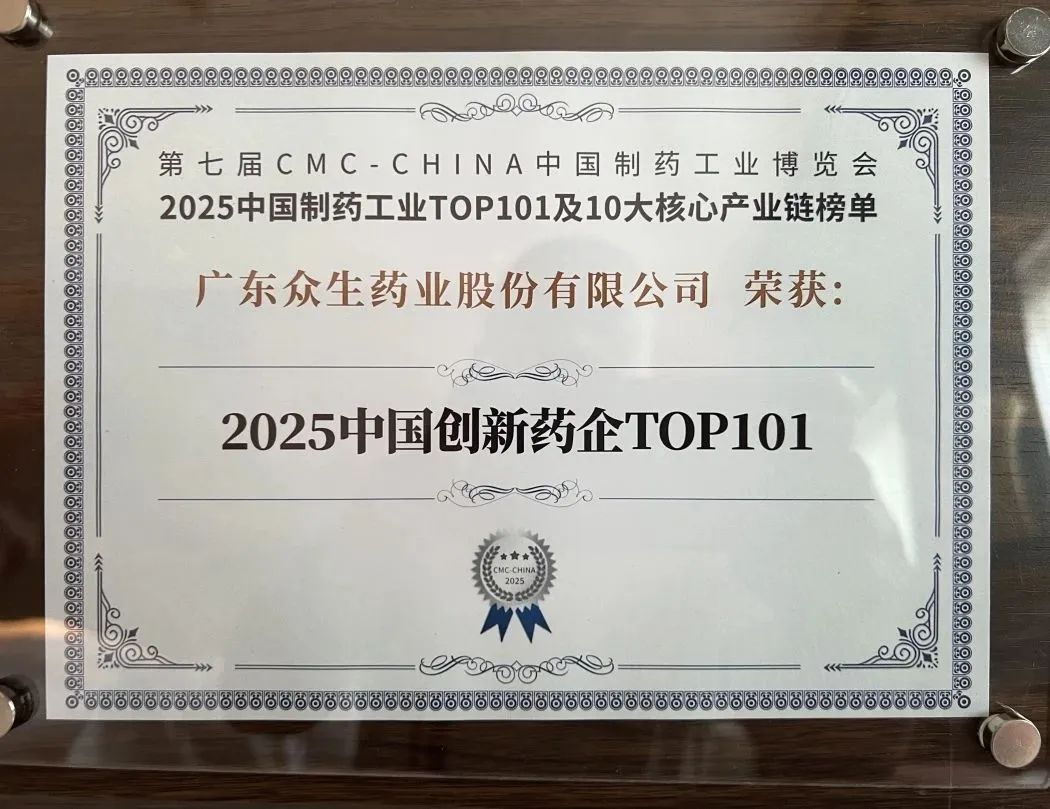 第七届CMC-CHINA中国制药工业博览会
2025中国制药工业TOP101及10大核心产业链榜单
广东众生药业股份有限公司 荣获:
2025中国创新药企TOP101
CMC-CHINA
2025